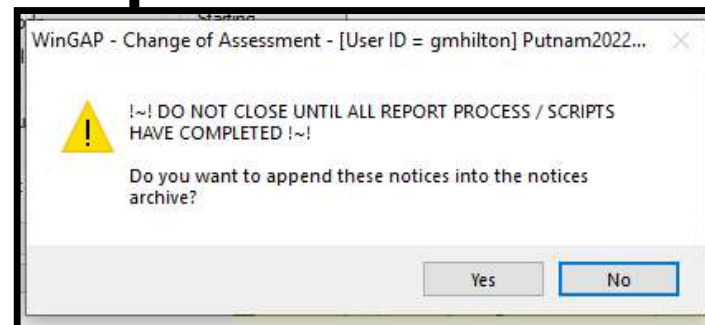 Starting
WinGAP - Change of Assessment - [User ID = gmhilton] Putnam2022...
!~! DO NOT CLOSE UNTIL ALL REPORT PROCESS / SCRIPTS
HAVE COMPLETED !~!
Do you want to append these notices into the notices
archive?
Yes
No